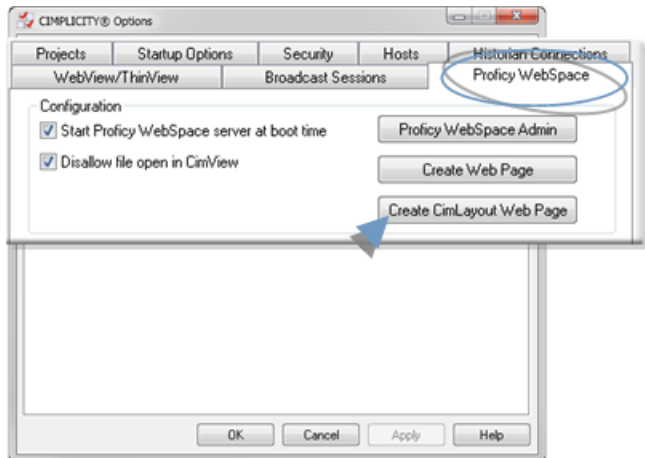 CIMPLICITY® Options
Projects Startup Options Security Hosts Historian Connections
WebView/ThinView Broadcast Sessions Proficy WebSpace
Configuration
Start Proficy WebSpace server at boot time Proficy WebSpace Admin
Disallow file open in CimView Create Web Page
Create CimLayout Web Page
OK Cancel Apply Help